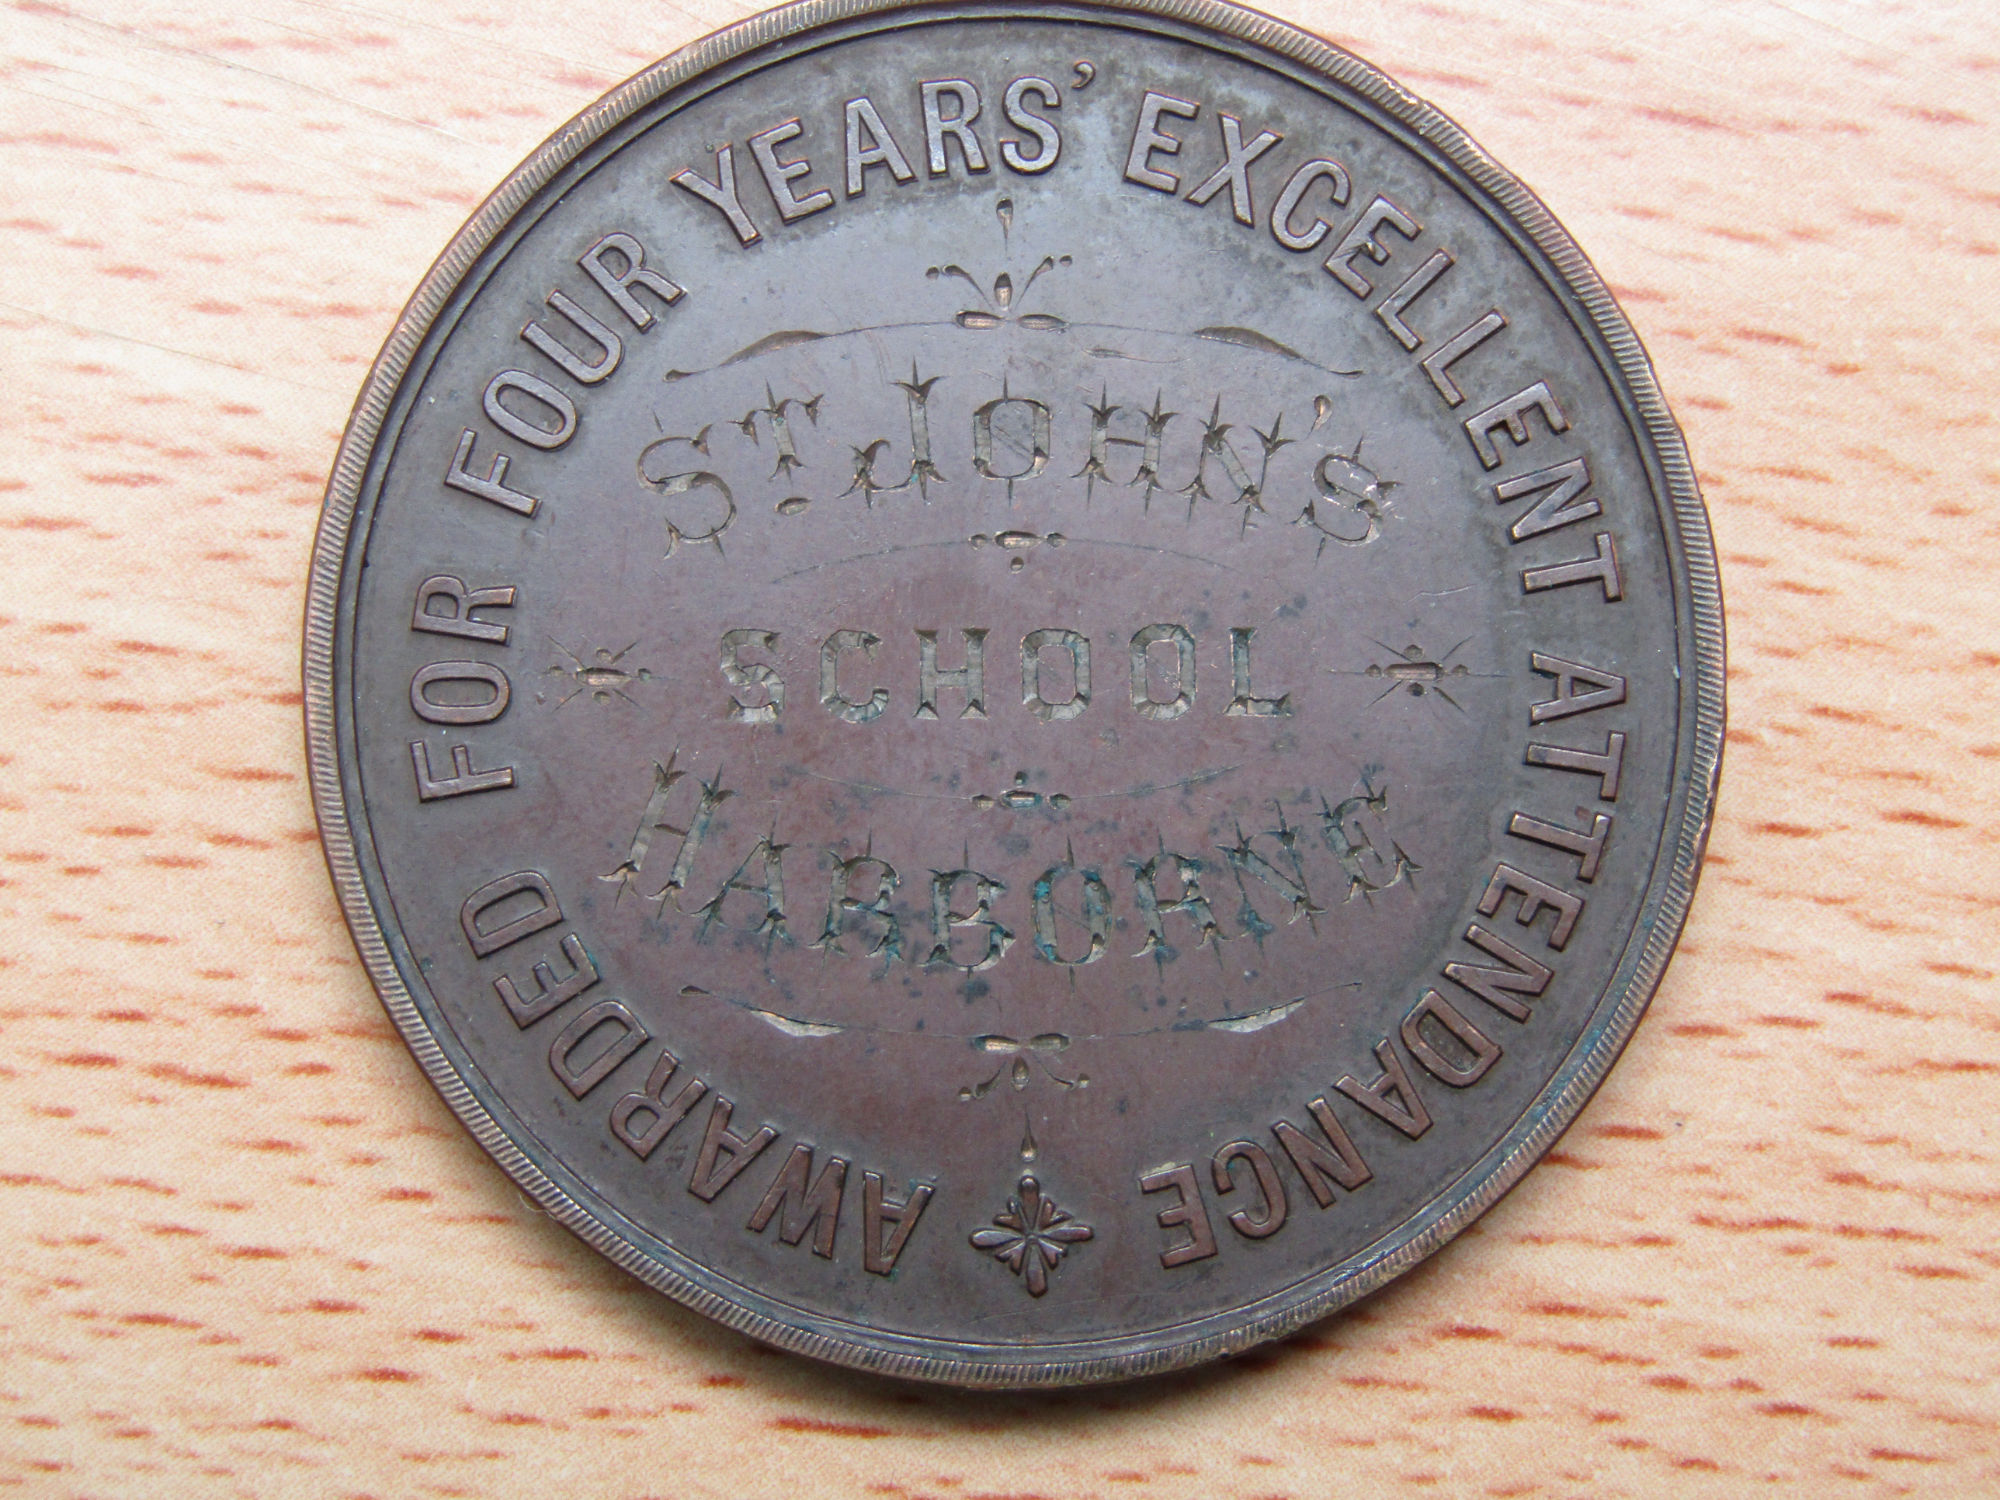 AWARDED FOR FOUR YEARS' EXCELLENT ATTENDANCE
ST. JOHN'S
SCHOOL
HARBORNE